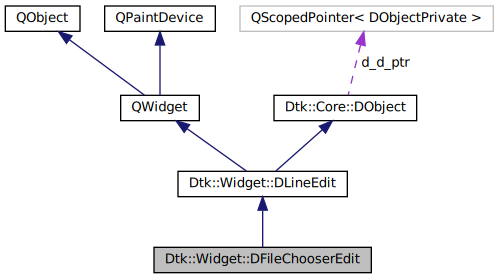 QObject
QPaintDevice
QScopedPointer< DObjectPrivate >
d_d_ptr
QWidget
Dtk::Core::DObject
Dtk::Widget::DLineEdit
Dtk::Widget::DFileChooserEdit